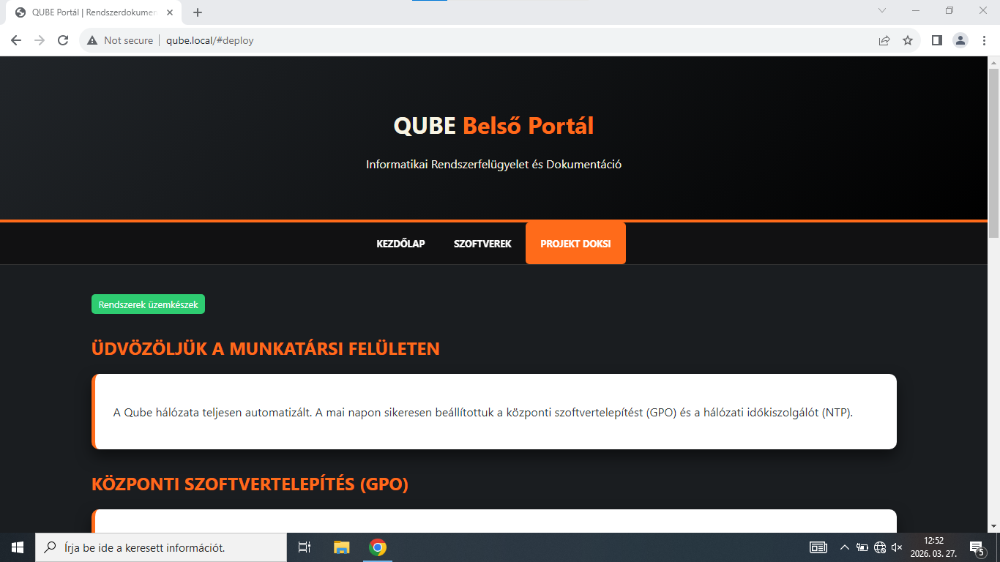 QUBE Portál | Rendszerdokumen
Not secure
qube.local/#deploy
QUBE Belső Portál
Informatikai Rendszerfelügyelet és Dokumentáció
KEZDŐLAP
SZOFTVEREK
PROJEKT DOKSI
Rendszerek üzemkészek
ÜDVÖZÖLJÜK A MUNKATÁRSI FELÜLETEN
A Qube hálózata teljesen automatizált. A mai napon sikeresen beállítottuk a központi szoftvertelepítést (GPO) és a hálózati időkiszolgálót (NTP).
KÖZPONTI SZOFTVERTELEPÍTÉS (GPO)
Írja be ide a keresett információt.
12:52
2026. 03. 27.
5